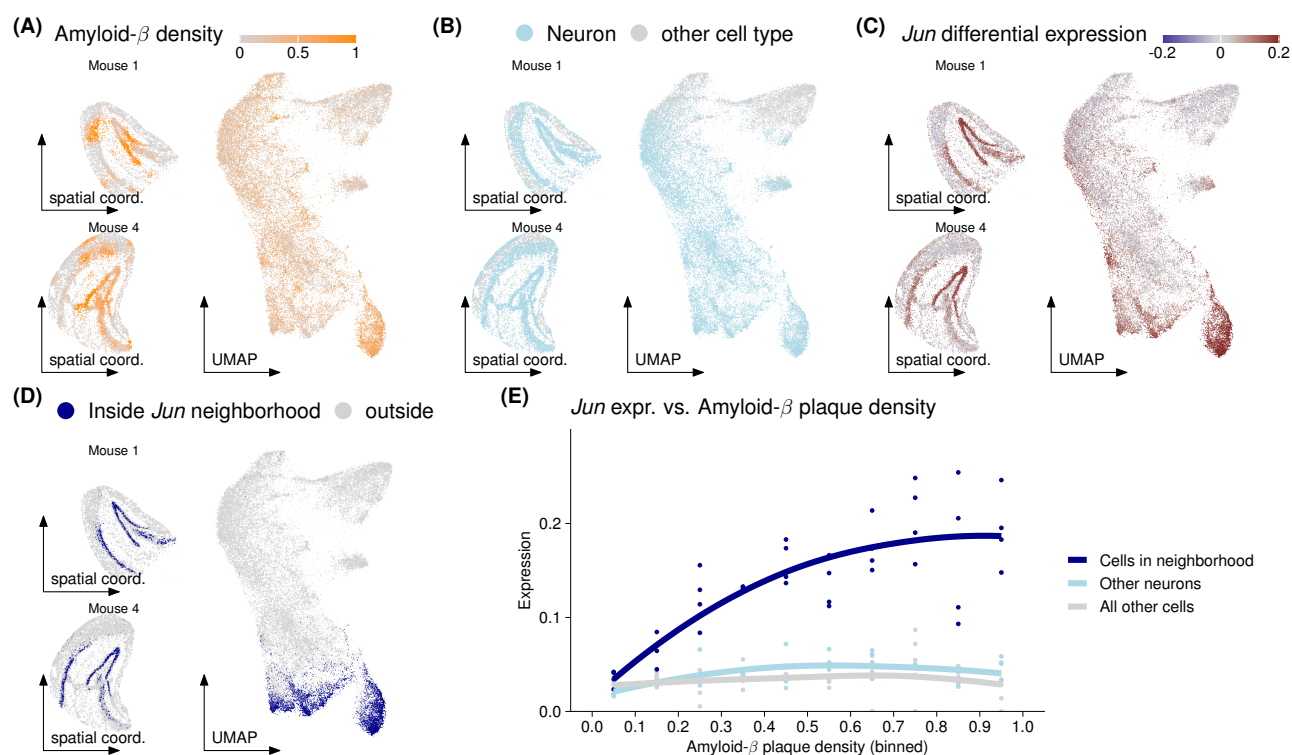 (A) Amyloid-β density
0 0.5 1
Mouse 1
spatial coord.
Mouse 4
spatial coord.
UMAP
(B) Neuron other cell type
Mouse 1
spatial coord.
Mouse 4
spatial coord.
UMAP
(C) Jun differential expression
-0.2 0 0.2
Mouse 1
spatial coord.
Mouse 4
spatial coord.
UMAP
(D) Inside Jun neighborhood outside
Mouse 1
spatial coord.
Mouse 4
spatial coord.
UMAP
(E) Jun expr. vs. Amyloid-β plaque density
Expression
0.2
0.1
0.0
0.0 0.1 0.2 0.3 0.4 0.5 0.6 0.7 0.8 0.9 1.0
Amyloid-β plaque density (binned)
Cells in neighborhood
Other neurons
All other cells